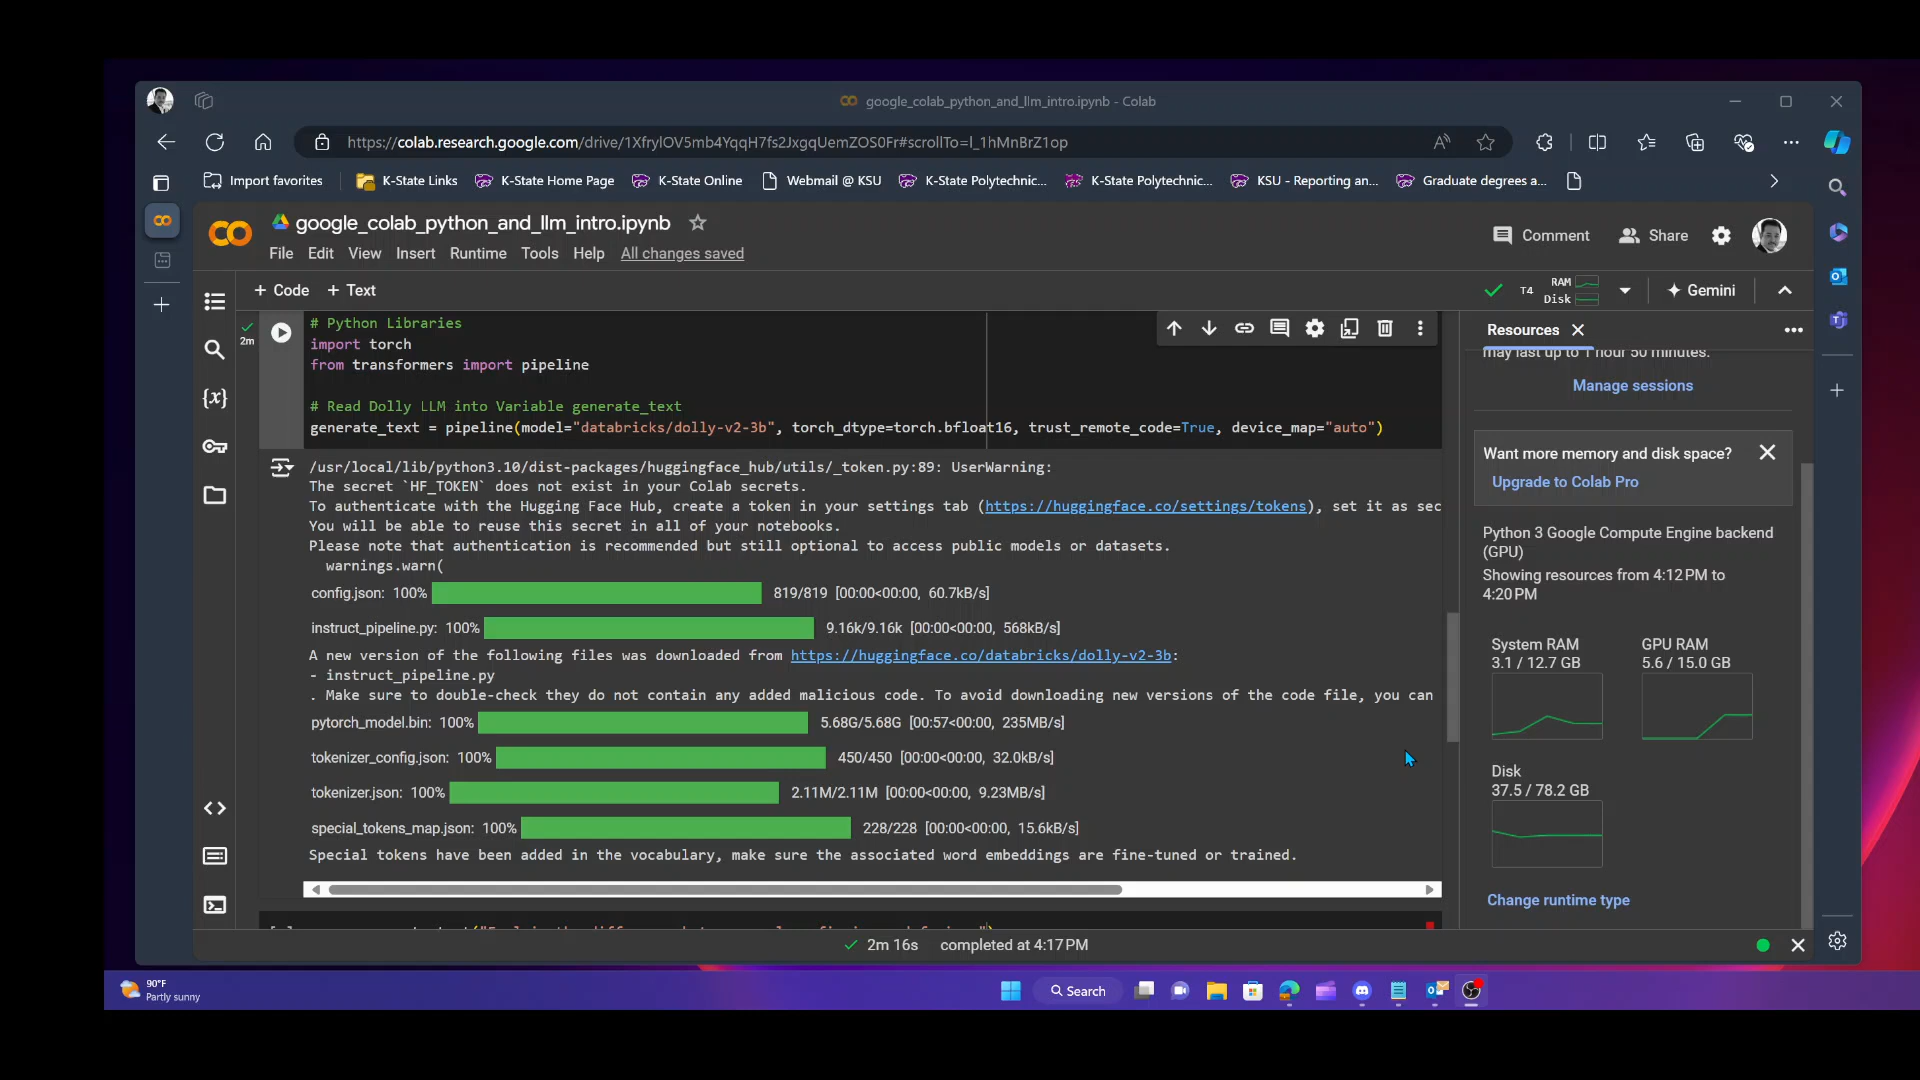 google_colab_python_and_llm_intro.ipynb - Colab
https://colab.research.google.com/drive/1XfrylOV5mb4YqqH7fs2JxgqUemZOS0Fr#scrollTo=l_1hMnBrZ1op
Import favorites
K-State Links
K-State Home Page
K-State Online
Webmail @ KSU
K-State Polytechnic...
K-State Polytechnic...
KSU - Reporting an...
Graduate degrees a...
google_colab_python_and_llm_intro.ipynb
Comment
Share
File Edit View Insert Runtime Tools Help All changes saved
+ Code + Text
T4
RAM
Disk
Gemini
2m
# Python Libraries
import torch
from transformers import pipeline
# Read Dolly LLM into Variable generate_text
generate_text = pipeline(model="databricks/dolly-v2-3b", torch_dtype=torch.bfloat16, trust_remote_code=True, device_map="auto")
/usr/local/lib/python3.10/dist-packages/huggingface_hub/utils/_token.py:89: UserWarning:
The secret `HF_TOKEN` does not exist in your Colab secrets.
To authenticate with the Hugging Face Hub, create a token in your settings tab (https://huggingface.co/settings/tokens), set it as sec
You will be able to reuse this secret in all of your notebooks.
Please note that authentication is recommended but still optional to access public models or datasets.
warnings.warn(
config.json: 100% 819/819 [00:00<00:00, 60.7kB/s]
instruct_pipeline.py: 100% 9.16k/9.16k [00:00<00:00, 568kB/s]
A new version of the following files was downloaded from https://huggingface.co/databricks/dolly-v2-3b:
- instruct_pipeline.py
. Make sure to double-check they do not contain any added malicious code. To avoid downloading new versions of the code file, you can
pytorch_model.bin: 100% 5.68G/5.68G [00:57<00:00, 235MB/s]
tokenizer_config.json: 100% 450/450 [00:00<00:00, 32.0kB/s]
tokenizer.json: 100% 2.11M/2.11M [00:00<00:00, 9.23MB/s]
special_tokens_map.json: 100% 228/228 [00:00<00:00, 15.6kB/s]
Special tokens have been added in the vocabulary, make sure the associated word embeddings are fine-tuned or trained.
2m 16s completed at 4:17 PM
Resources
may last up to 1 hour 50 minutes.
Manage sessions
Want more memory and disk space?
Upgrade to Colab Pro
Python 3 Google Compute Engine backend
(GPU)
Showing resources from 4:12 PM to
4:20 PM
System RAM
3.1 / 12.7 GB
GPU RAM
5.6 / 15.0 GB
Disk
37.5 / 78.2 GB
Change runtime type
90°F
Partly sunny
Search